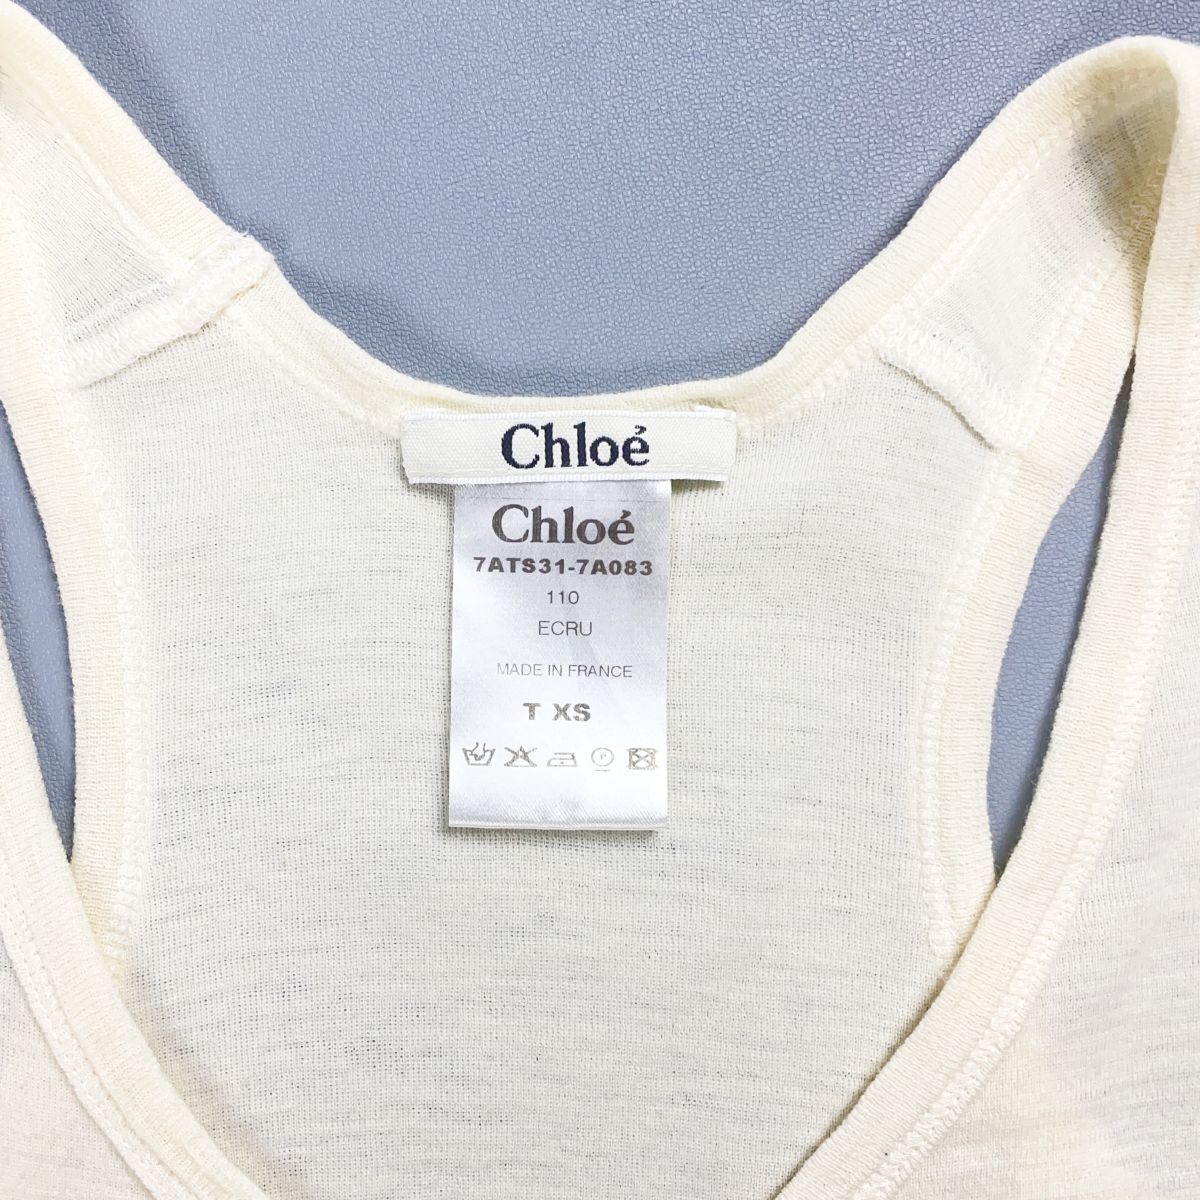 Chloé
Chloé
7ATS31-7A083
110
ECRU
MADE IN FRANCE
T XS
P